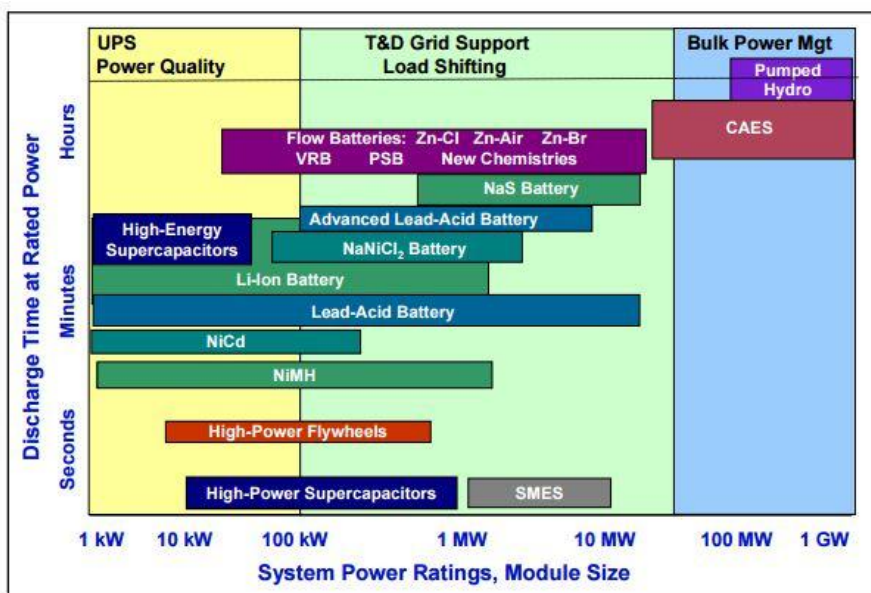 UPS
Power Quality
T&D Grid Support
Load Shifting
Bulk Power Mgt
Pumped
Hydro
CAES
Flow Batteries: Zn-Cl Zn-Air Zn-Br
VRB PSB New Chemistries
NaS Battery
Advanced Lead-Acid Battery
High-Energy
Supercapacitors
NaNiCl₂ Battery
Li-Ion Battery
Lead-Acid Battery
NiCd
NiMH
High-Power Flywheels
High-Power Supercapacitors
SMES
Discharge Time at Rated Power
Hours
Minutes
Seconds
1 kW 10 kW 100 kW 1 MW 10 MW 100 MW 1 GW
System Power Ratings, Module Size